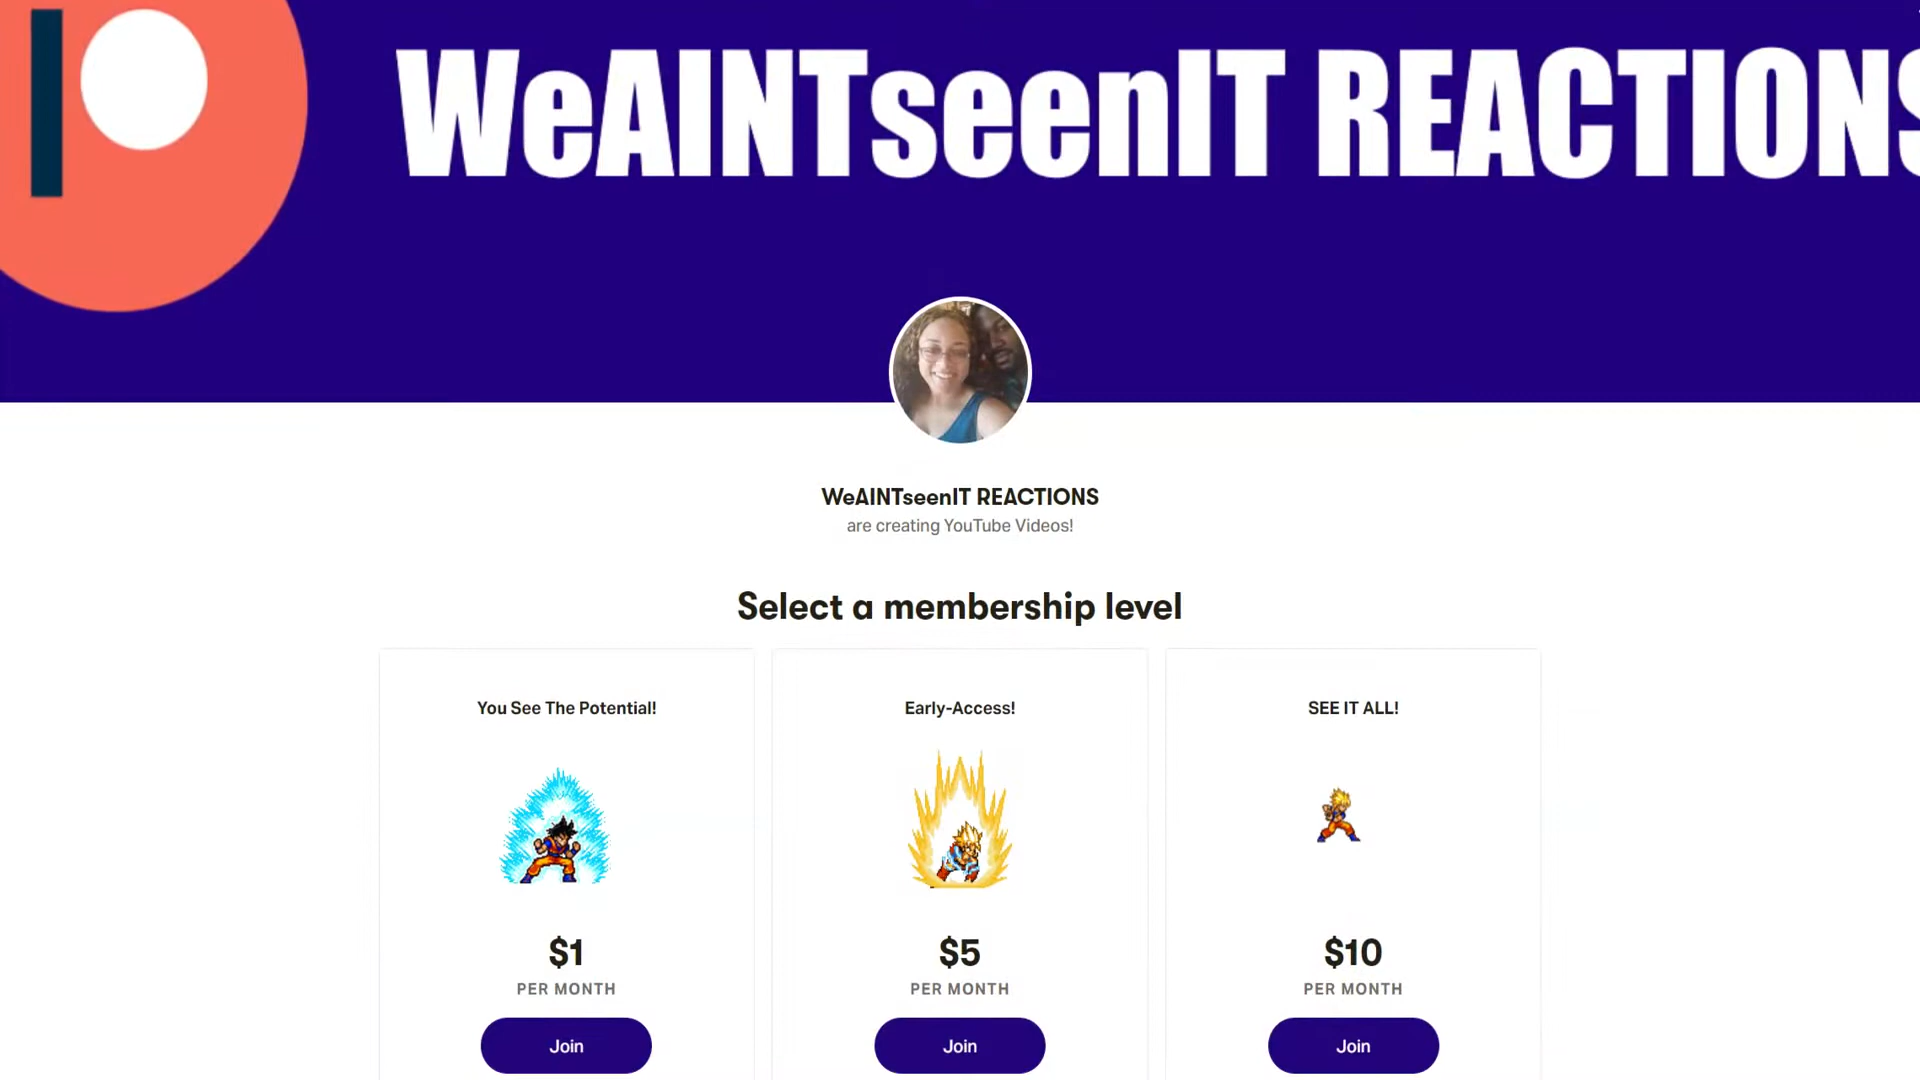 WeAINTseenIT REACTIONS
WeAINTseenIT REACTIONS
are creating YouTube Videos!
Select a membership level
You See The Potential!
$1
PER MONTH
Join
Early-Access!
$5
PER MONTH
Join
SEE IT ALL!
$10
PER MONTH
Join